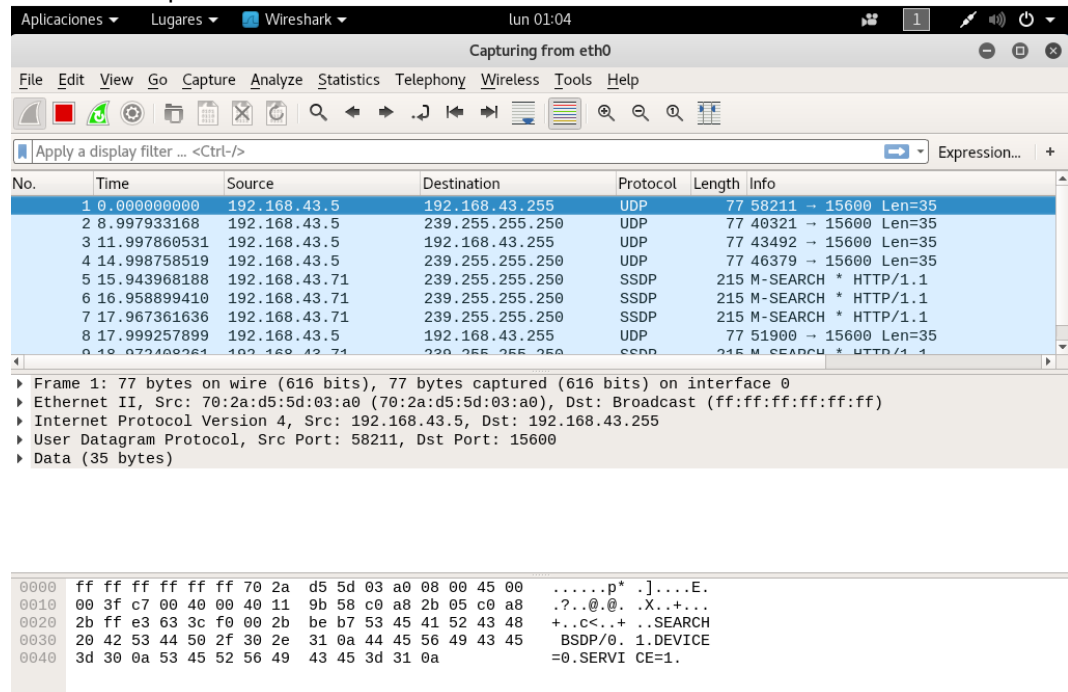 Aplicaciones Lugares Wireshark lun 01:04 1
Capturing from eth0
File Edit View Go Capture Analyze Statistics Telephony Wireless Tools Help
Apply a display filter ... <Ctrl-/> Expression... +
No. Time Source Destination Protocol Length Info
1 0.000000000 192.168.43.5 192.168.43.255 UDP 77 58211 → 15600 Len=35
2 8.997933168 192.168.43.5 239.255.255.250 UDP 77 40321 → 15600 Len=35
3 11.997860531 192.168.43.5 192.168.43.255 UDP 77 43492 → 15600 Len=35
4 14.998758519 192.168.43.5 239.255.255.250 UDP 77 46379 → 15600 Len=35
5 15.943968188 192.168.43.71 239.255.255.250 SSDP 215 M-SEARCH * HTTP/1.1
6 16.958899410 192.168.43.71 239.255.255.250 SSDP 215 M-SEARCH * HTTP/1.1
7 17.967361636 192.168.43.71 239.255.255.250 SSDP 215 M-SEARCH * HTTP/1.1
8 17.999257899 192.168.43.5 192.168.43.255 UDP 77 51900 → 15600 Len=35
9 18.972408261 192.168.43.71 239.255.255.250 SSDP 215 M-SEARCH * HTTP/1.1
Frame 1: 77 bytes on wire (616 bits), 77 bytes captured (616 bits) on interface 0
Ethernet II, Src: 70:2a:d5:5d:03:a0 (70:2a:d5:5d:03:a0), Dst: Broadcast (ff:ff:ff:ff:ff:ff)
Internet Protocol Version 4, Src: 192.168.43.5, Dst: 192.168.43.255
User Datagram Protocol, Src Port: 58211, Dst Port: 15600
Data (35 bytes)
0000 ff ff ff ff ff ff 70 2a d5 5d 03 a0 08 00 45 00 ......p* .]....E.
0010 00 3f c7 00 40 00 40 11 9b 58 c0 a8 2b 05 c0 a8 .?..@.@. .X..+...
0020 2b ff e3 63 3c f0 00 2b be b7 53 45 41 52 43 48 +..c<..+ ..SEARCH
0030 20 42 53 44 50 2f 30 2e 31 0a 44 45 56 49 43 45 BSDP/0. 1.DEVICE
0040 3d 30 0a 53 45 52 56 49 43 45 3d 31 0a =0.SERVI CE=1.